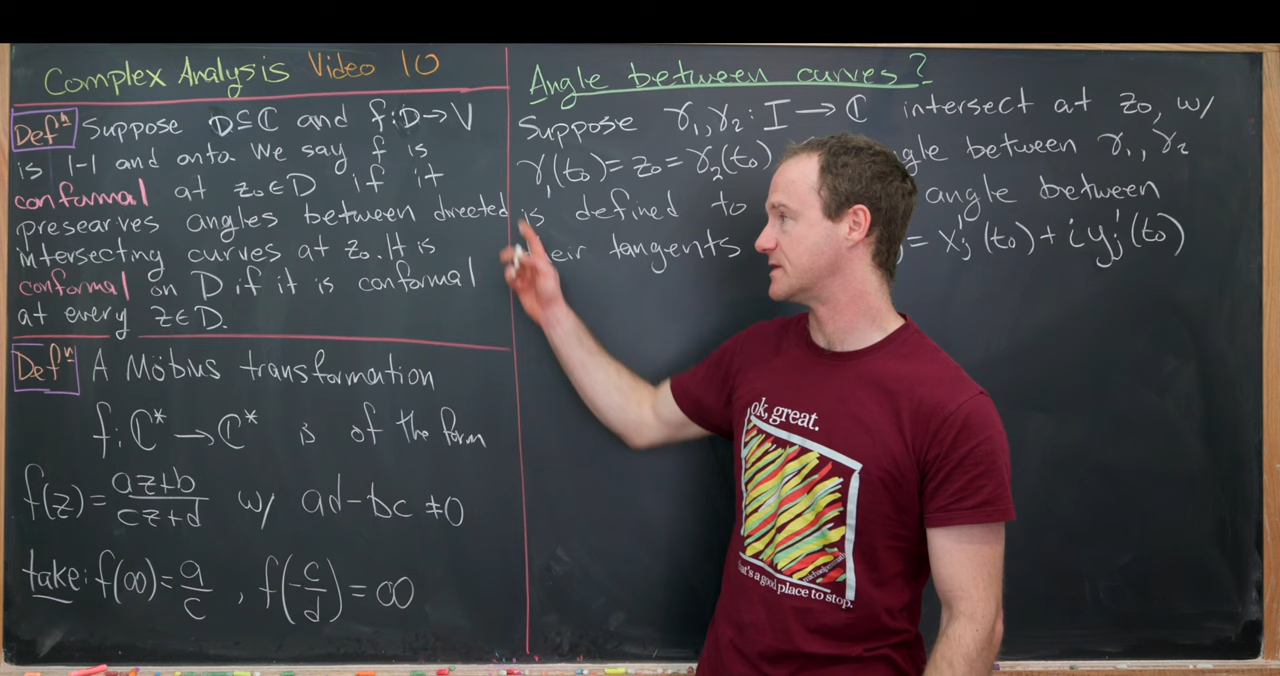 Complex Analysis Video 10
Defⁿ Suppose D⊆ℂ and f:D→V
is 1-1 and onto. We say f is
conformal at z₀∈D if it
presearves angles between directed
intersecting curves at z₀. It is
conformal on D if it is conformal
at every z∈D.
Defⁿ A Möbius transformation
f:ℂ*→ℂ* is of the form
f(z)=(az+b)/(cz+d) w/ ad-bc≠0
take: f(∞)=a/c, f(-c/d)=∞
Angle between curves?
Suppose γ₁,γ₂: I→ℂ intersect at z₀, w/
γ₁(t₀)=z₀=γ₂(t₀) between γ₁,γ₂
is defined to angle between
tangents = xⱼ'(t₀)+iyⱼ'(t₀)
ok, great.
that's a good place to stop.